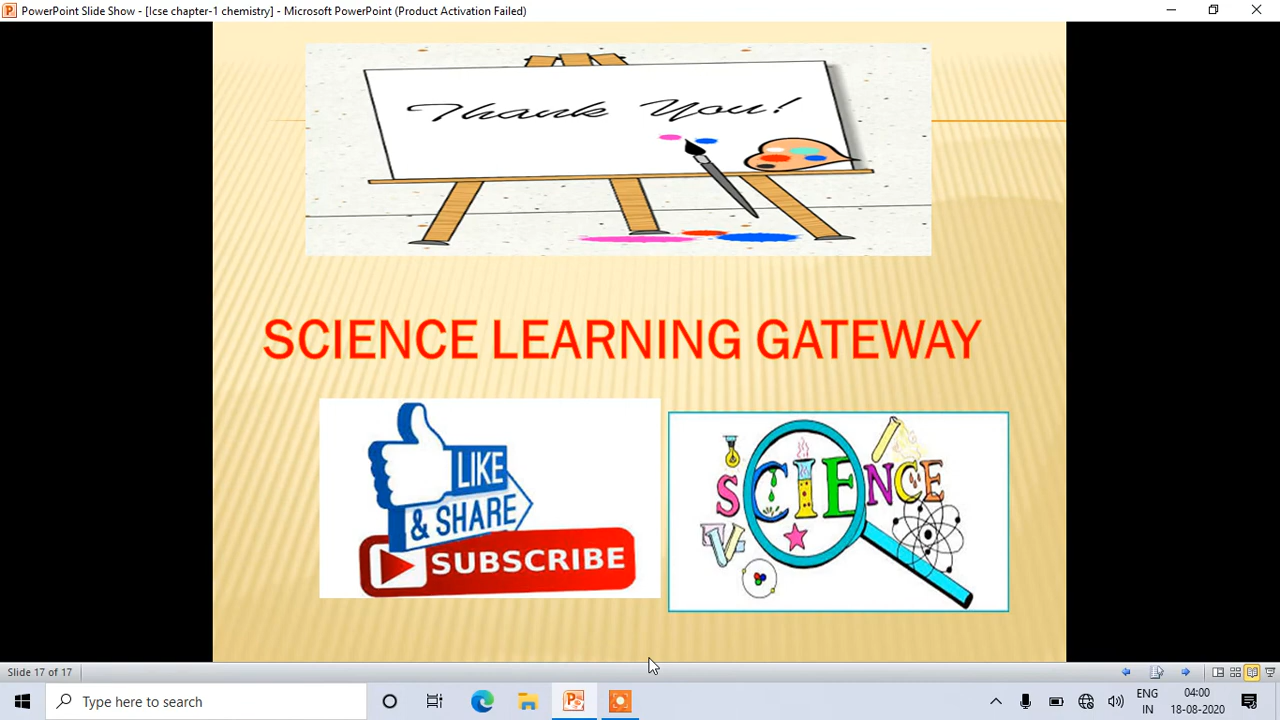 PowerPoint Slide Show - [Icse chapter-1 chemistry] - Microsoft PowerPoint (Product Activation Failed)
Thank You!
SCIENCE LEARNING GATEWAY
LIKE
& SHARE
SUBSCRIBE
SCIENCE
Slide 17 of 17
Type here to search
ENG
IN
04:00
18-08-2020